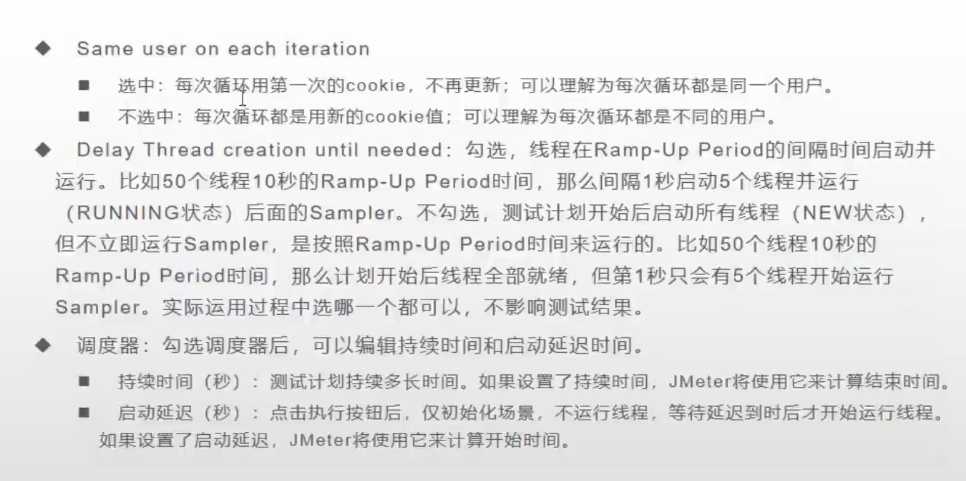 ◆ Same user on each iteration
■ 选中：每次循环用第一次的cookie，不再更新；可以理解为每次循环都是同一个用户。
■ 不选中：每次循环都是用新的cookie值；可以理解为每次循环都是不同的用户。
◆ Delay Thread creation until needed：勾选，线程在Ramp-Up Period的间隔时间启动并
运行。比如50个线程10秒的Ramp-Up Period时间，那么间隔1秒启动5个线程并运行
（RUNNING状态）后面的Sampler。不勾选，测试计划开始后启动所有线程（NEW状态），
但不立即运行Sampler，是按照Ramp-Up Period时间来运行的。比如50个线程10秒的
Ramp-Up Period时间，那么计划开始后线程全部就绪，但第1秒只会有5个线程开始运行
Sampler。实际运用过程中选哪一个都可以，不影响测试结果。
◆ 调度器：勾选调度器后，可以编辑持续时间和启动延迟时间。
■ 持续时间（秒）：测试计划持续多长时间。如果设置了持续时间，JMeter将使用它来计算结束时间。
■ 启动延迟（秒）：点击执行按钮后，仅初始化场景，不运行线程，等待延迟到时后才开始运行线程。
如果设置了启动延迟，JMeter将使用它来计算开始时间。